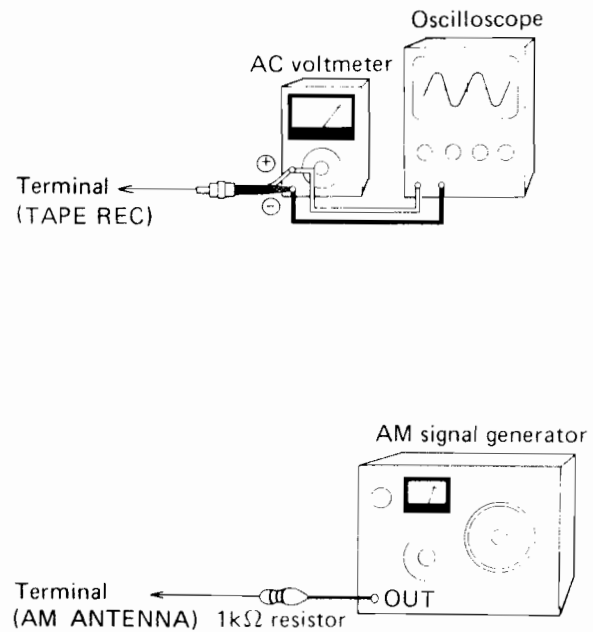 Oscilloscope
AC voltmeter
⊕
Terminal
(TAPE REC)
⊖
AM signal generator
Terminal
(AM ANTENNA)
1kΩ resistor
OUT